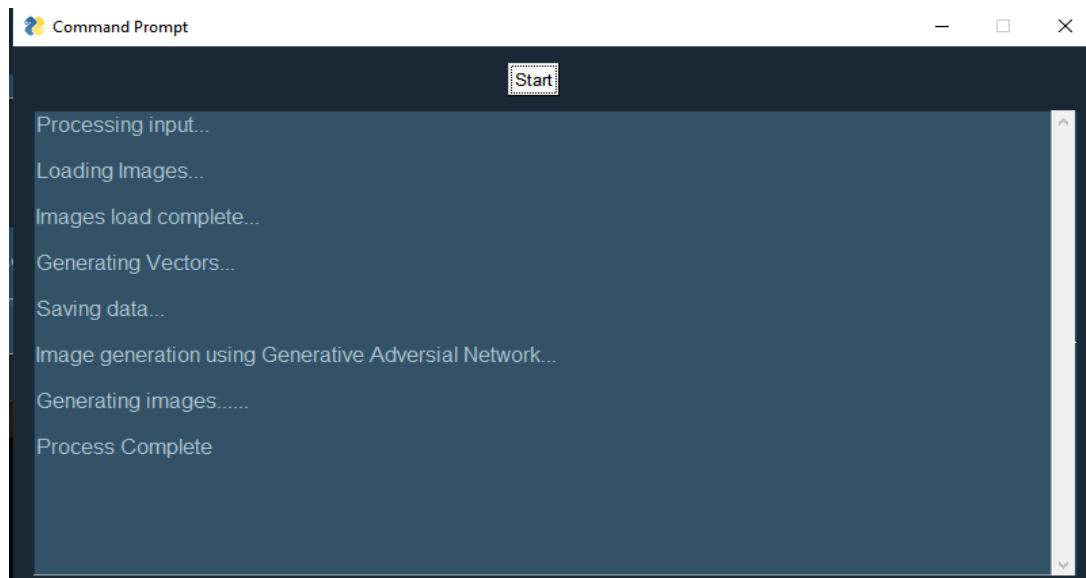 Command Prompt
Start
Processing input...
Loading Images...
Images load complete...
Generating Vectors...
Saving data...
Image generation using Generative Adversial Network...
Generating images......
Process Complete